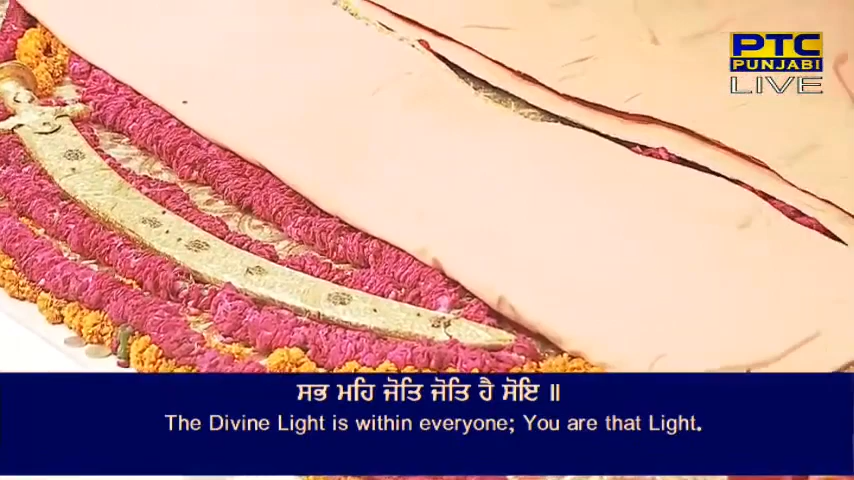 PTC
PUNJABI
LIVE
ਸਭ ਮਹਿ ਜੋਤਿ ਜੋਤਿ ਹੈ ਸੋਇ ॥
The Divine Light is within everyone; You are that Light.